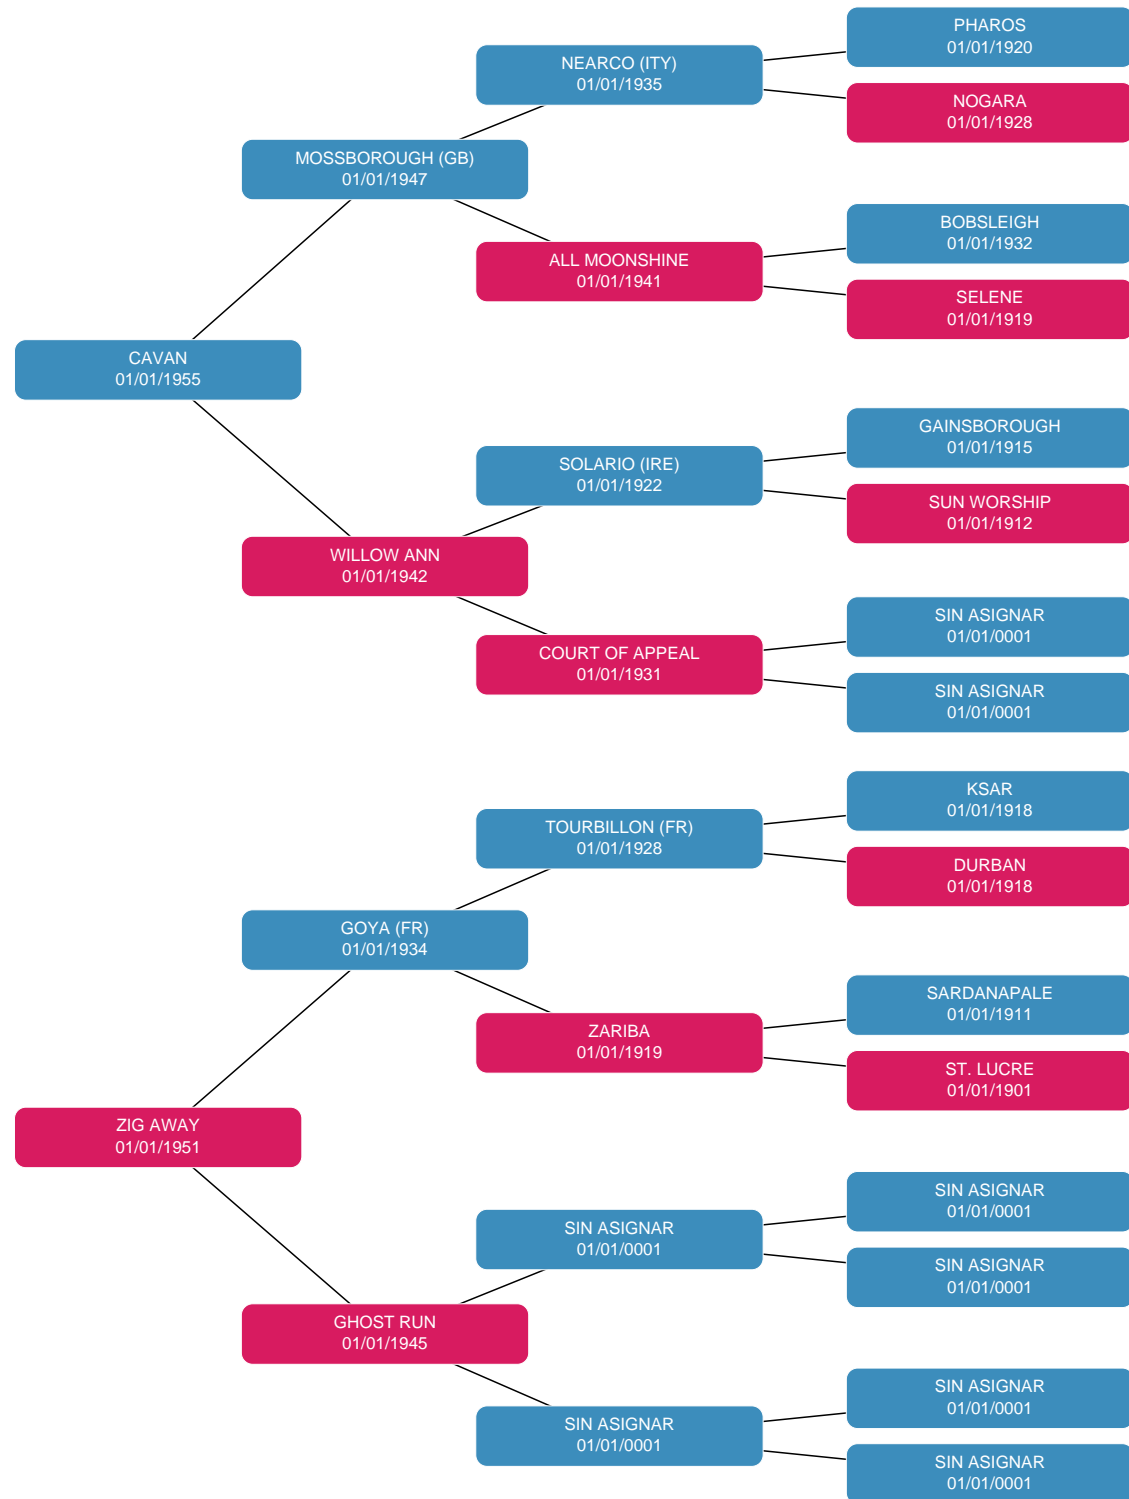 PHAROS
01/01/1920
NEARCO (ITY)
01/01/1935
NOGARA
01/01/1928
MOSSBOROUGH (GB)
01/01/1947
BOBSLEIGH
01/01/1932
ALL MOONSHINE
01/01/1941
SELENE
01/01/1919
CAVAN
01/01/1955
GAINSBOROUGH
01/01/1915
SOLARIO (IRE)
01/01/1922
SUN WORSHIP
01/01/1912
WILLOW ANN
01/01/1942
SIN ASIGNAR
01/01/0001
COURT OF APPEAL
01/01/1931
SIN ASIGNAR
01/01/0001
KSAR
01/01/1918
TOURBILLON (FR)
01/01/1928
DURBAN
01/01/1918
GOYA (FR)
01/01/1934
SARDANAPALE
01/01/1911
ZARIBA
01/01/1919
ST. LUCRE
01/01/1901
ZIG AWAY
01/01/1951
SIN ASIGNAR
01/01/0001
SIN ASIGNAR
01/01/0001
SIN ASIGNAR
01/01/0001
GHOST RUN
01/01/1945
SIN ASIGNAR
01/01/0001
SIN ASIGNAR
01/01/0001
SIN ASIGNAR
01/01/0001